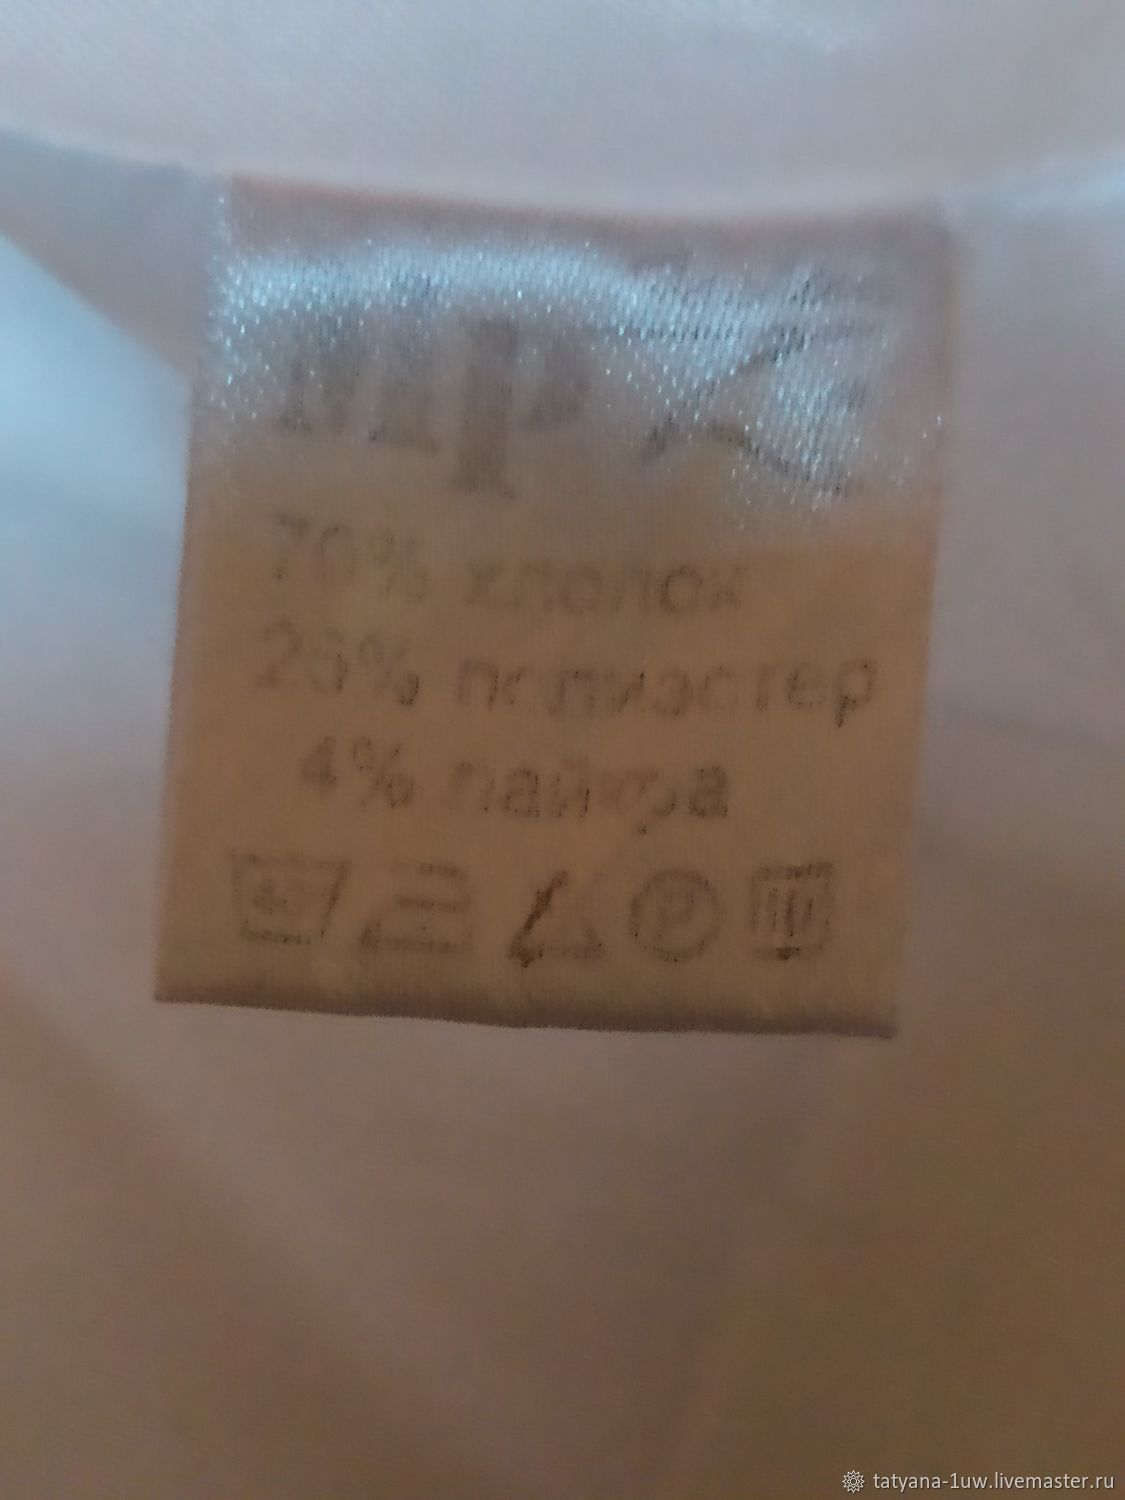 70% хлопок
26% полиэстер
4% лайкра
P
tatyana-1uw.livemaster.ru